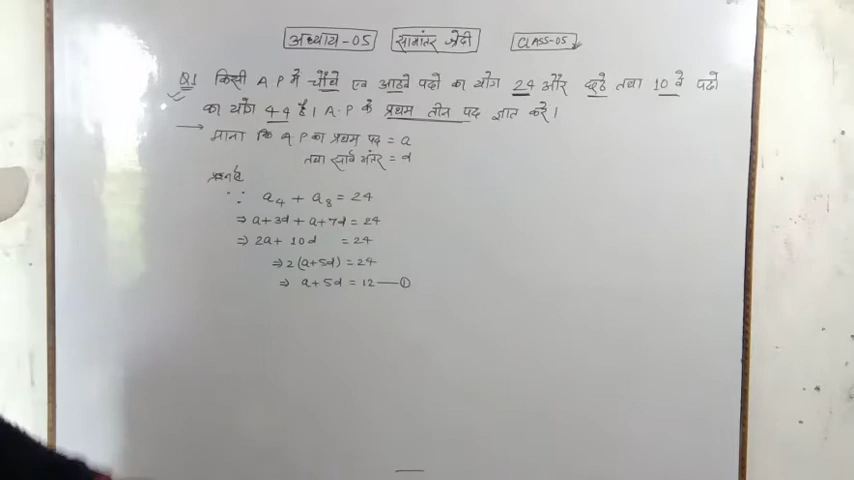 अध्याय-05 समांतर श्रेढी CLASS-05
Q1 किसी A P में चौथे एवं आठवे पदों का योग 24 और छठे तथा 10 वें पदों
का योग 44 है। A.P के प्रथम तीन पद ज्ञात करे।
→ माना कि A P का प्रथम पद = a
तथा सार्व अंतर = d
प्रश्न से
∵ a₄ + a₈ = 24
⇒ a+3d + a+7d = 24
⇒ 2a+ 10d = 24
⇒ 2(a+5d) = 24
⇒ a+5d = 12 — ①